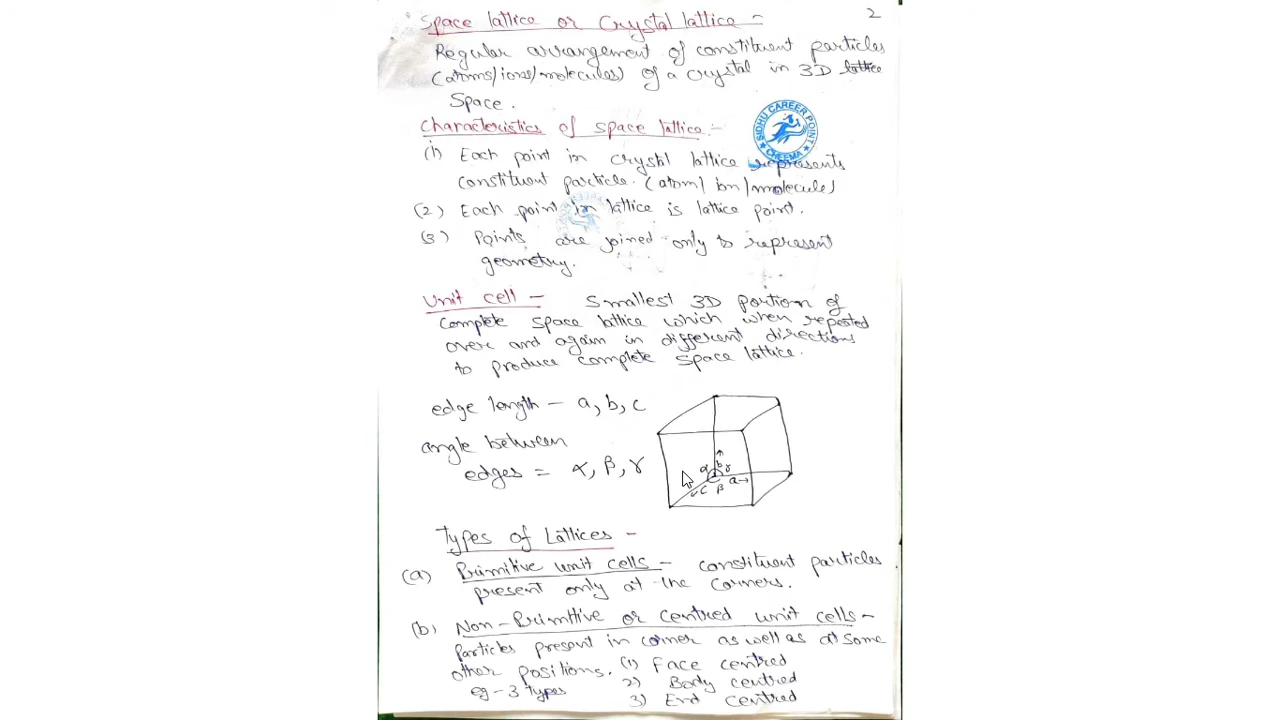 2
Space lattice or Crystal lattice -
Regular arrangement of constituent particles
(atoms/ions/molecules) of a crystal in 3D lattice
Space.
Characteristics of space lattice:-
SIDHU CAREER POINT
★ CHEEMA ★
(1) Each point in crystal lattice represents
constituent particle. (atom/ion/molecule)
(2) Each point in lattice is lattice point.
(3) Points are joined only to represent
geometry.
Unit cell - Smallest 3D portion of
complete space lattice which when repeated
over and again in different directions
to produce complete space lattice.
edge length - a, b, c
angle between
edges = α, β, γ
α b γ
c β a
Types of Lattices -
(a) Primitive unit cells - constituent particles
present only at the corners.
(b) Non-Primitive or centred unit cells -
Particles present in corner as well as at some
other positions. (1) Face centred
eg - 3 types 2) Body centred
3) End centred